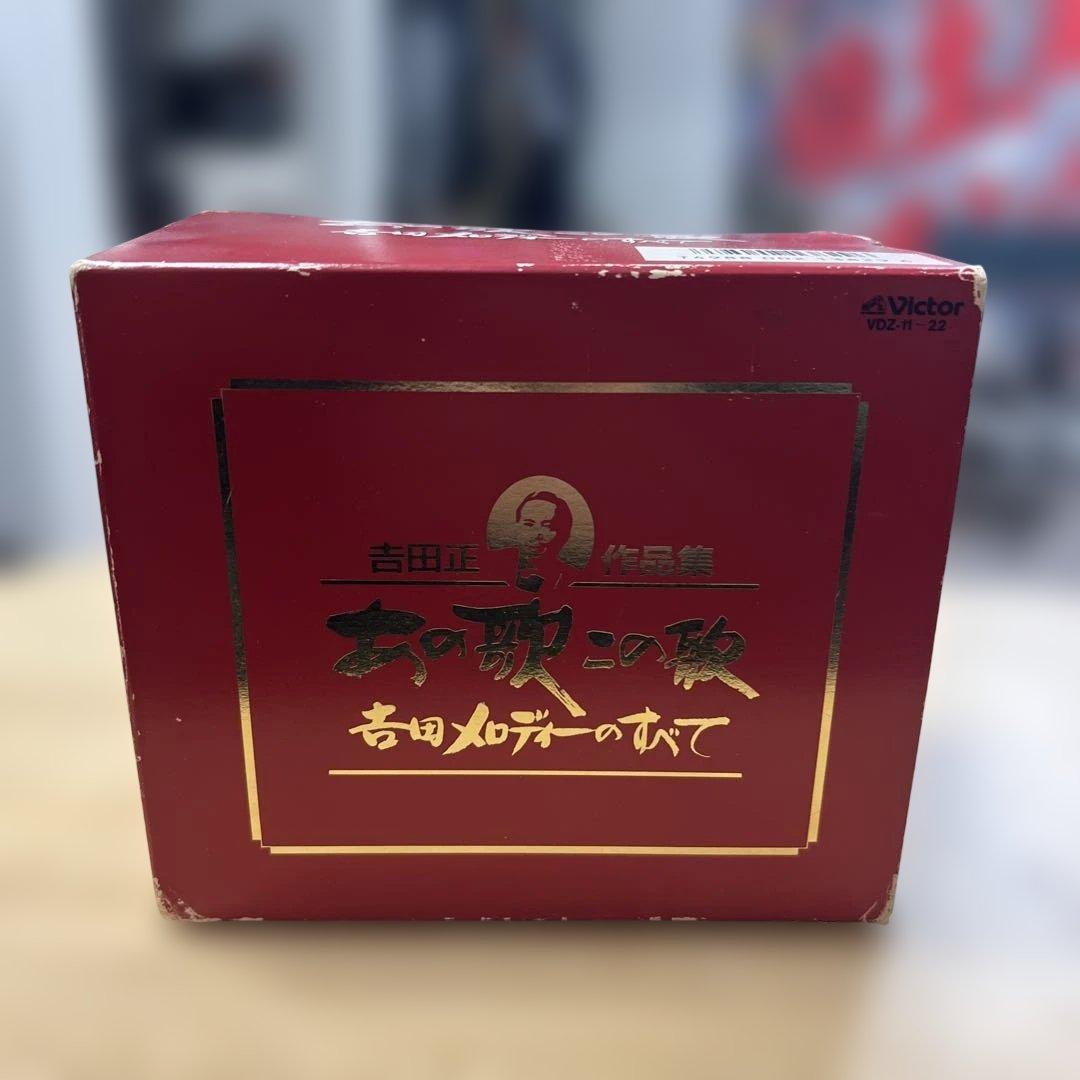 Victor
VDZ-11-22
吉田正 作品集
あの歌この歌
吉田メロディーのすべて